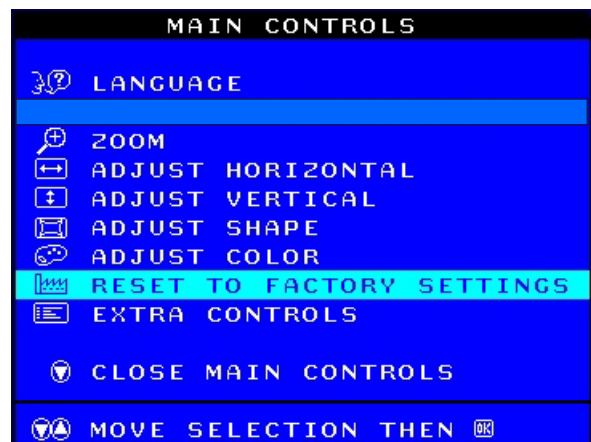 MAIN CONTROLS
LANGUAGE
ZOOM
ADJUST HORIZONTAL
ADJUST VERTICAL
ADJUST SHAPE
ADJUST COLOR
RESET TO FACTORY SETTINGS
EXTRA CONTROLS
CLOSE MAIN CONTROLS
MOVE SELECTION THEN OK